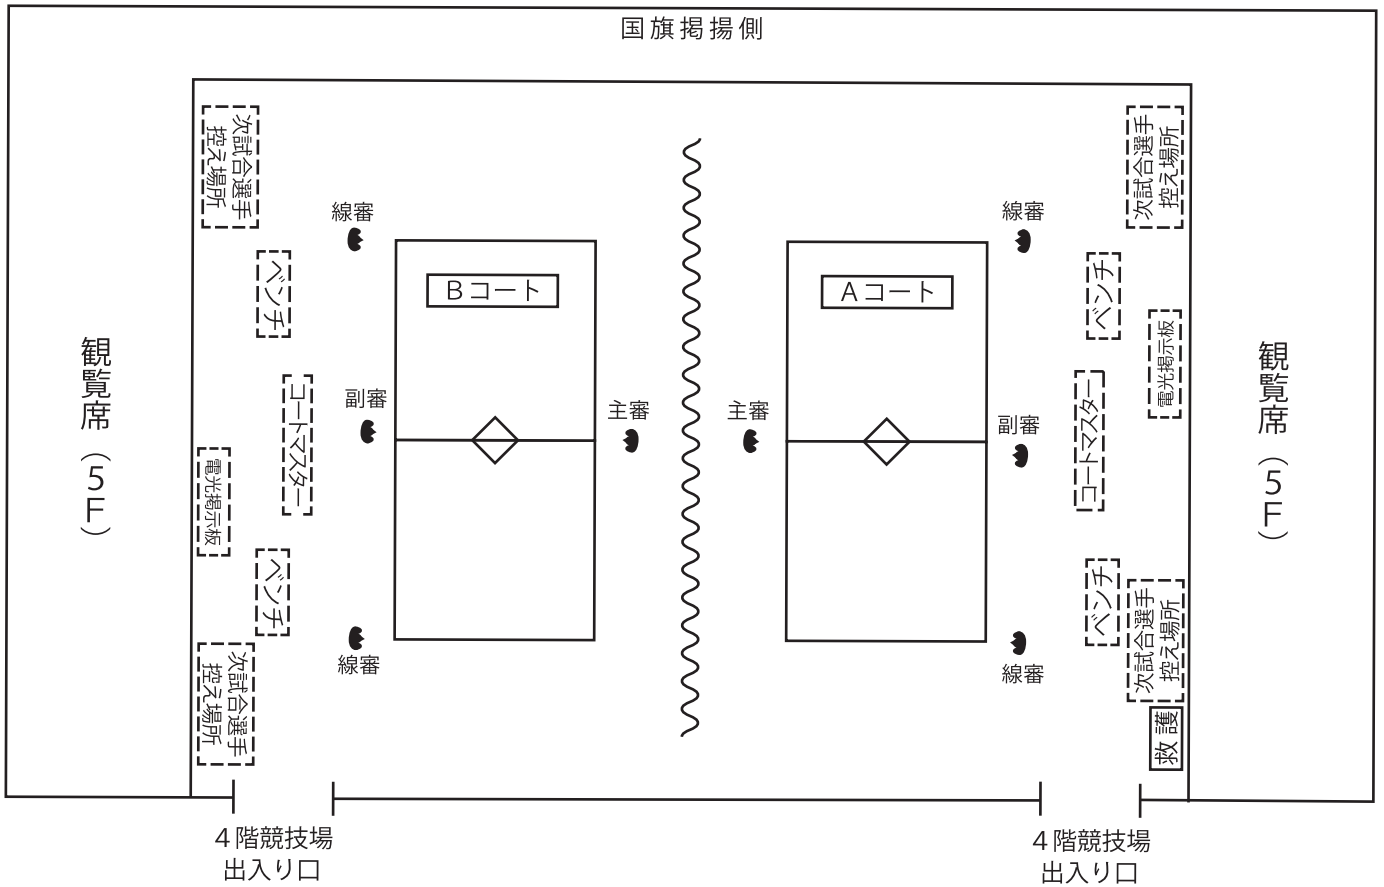 国旗掲揚側
次試合選手
控え場所
次試合選手
控え場所
線審
線審
ベンチ
Bコート
Aコート
ベンチ
電光掲示板
観覧席（5F）
コートマスター
副審
主審
主審
副審
コートマスター
観覧席（5F）
電光掲示板
ベンチ
ベンチ
次試合選手
控え場所
線審
線審
次試合選手
控え場所
救護
4階競技場
出入り口
4階競技場
出入り口